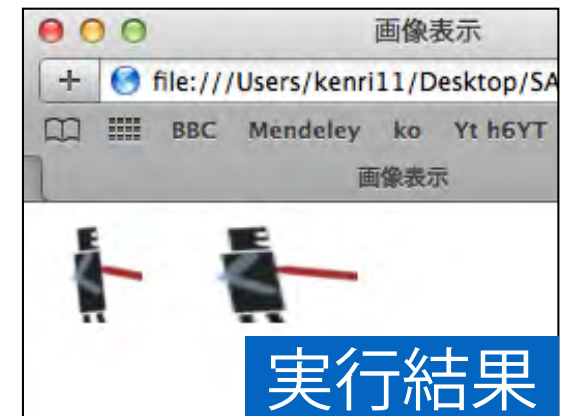 画像表示
+ file:///Users/kenri11/Desktop/SA
BBC Mendeley ko Yt h6YT
画像表示
実行結果